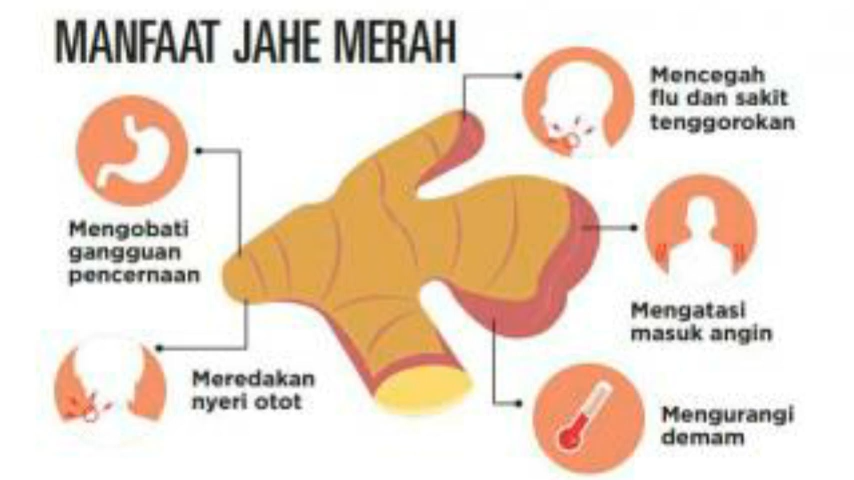 MANFAAT JAHE MERAH
Mencegah
flu dan sakit
tenggorokan
Mengobati
gangguan
pencernaan
Mengatasi
masuk angin
Meredakan
nyeri otot
Mengurangi
demam